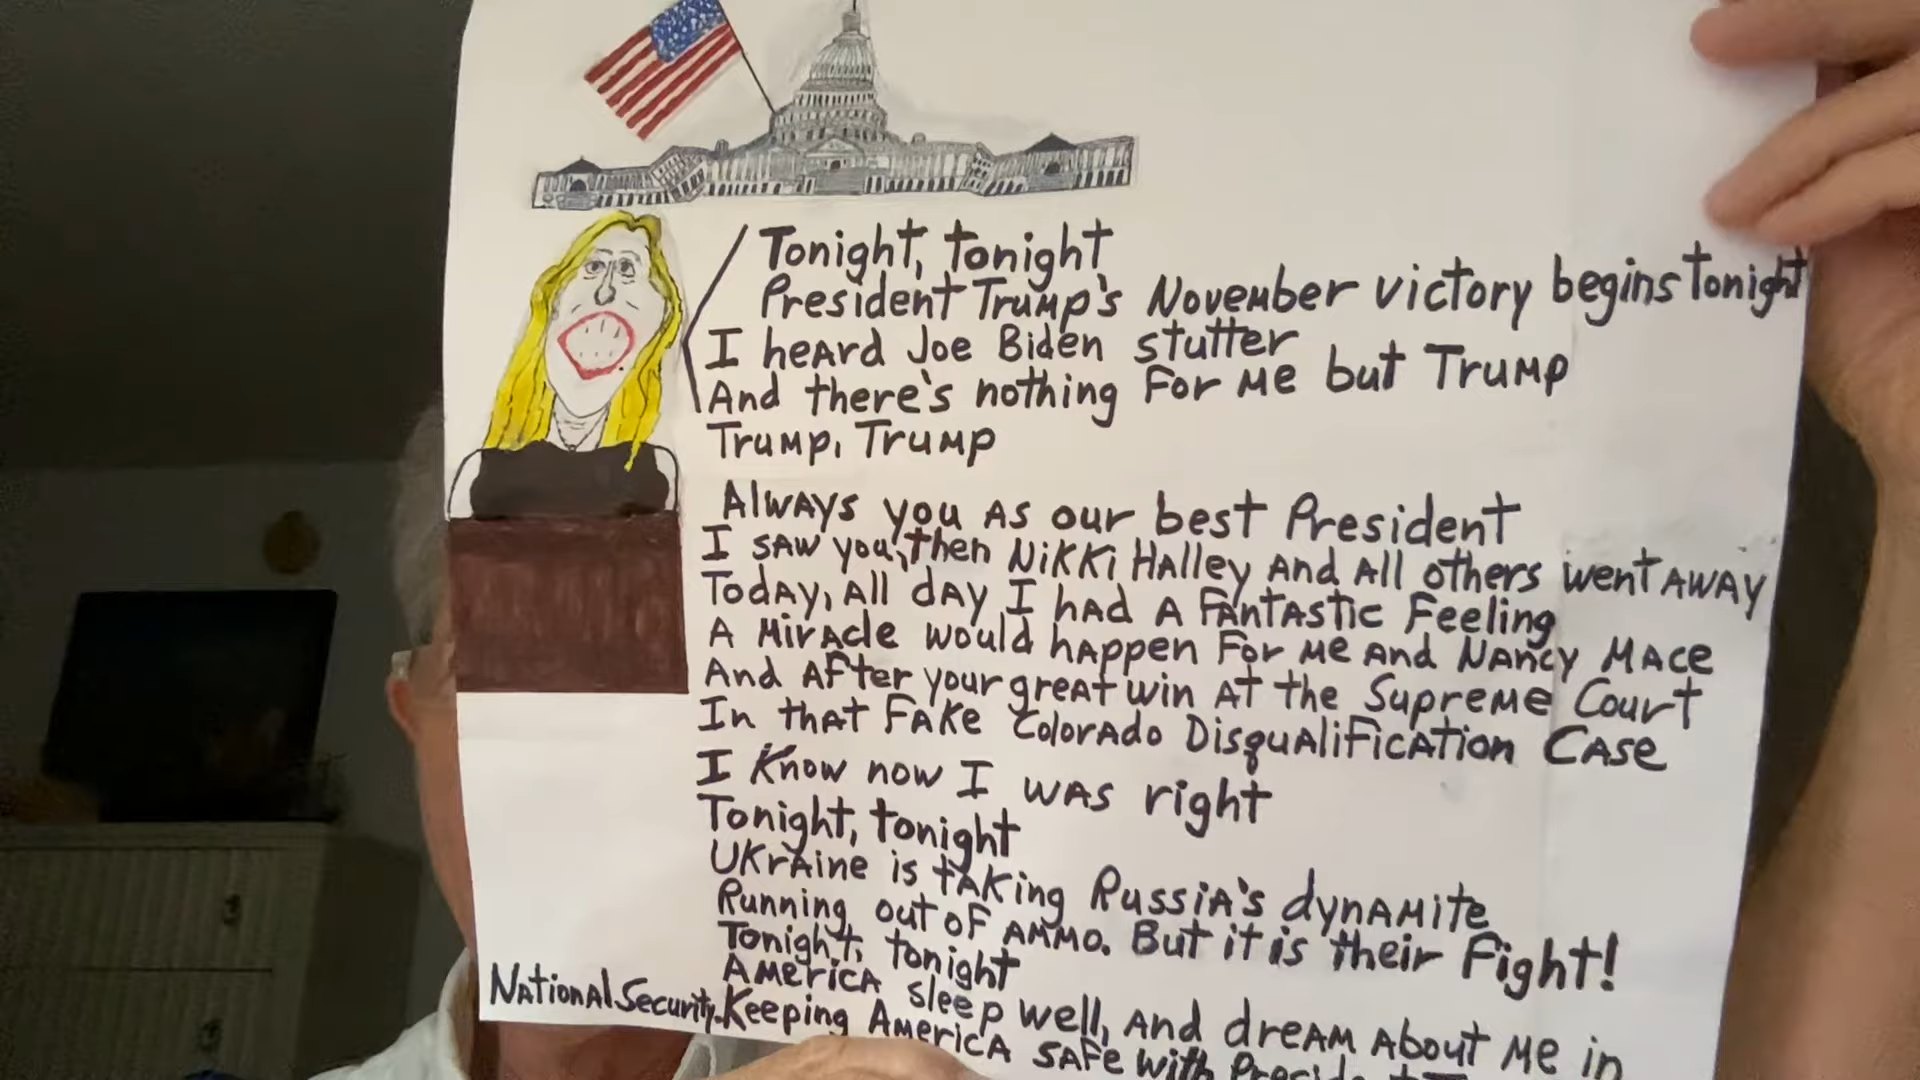 Tonight, tonight
President Trump's November victory begins tonight
I heard Joe Biden stutter
And there's nothing for me but Trump
Trump, Trump
Always you as our best President
I saw you, then Nikki Halley and all others went away
Today, all day I had a fantastic feeling
A miracle would happen for me and Nancy Mace
And after your great win at the Supreme Court
In that fake Colorado Disqualification Case
I know now I was right
Tonight, tonight
Ukraine is taking Russia's dynamite
Running out of ammo. But it is their fight!
Tonight, tonight
America sleep well, and dream about me in
National Security. Keeping America safe with